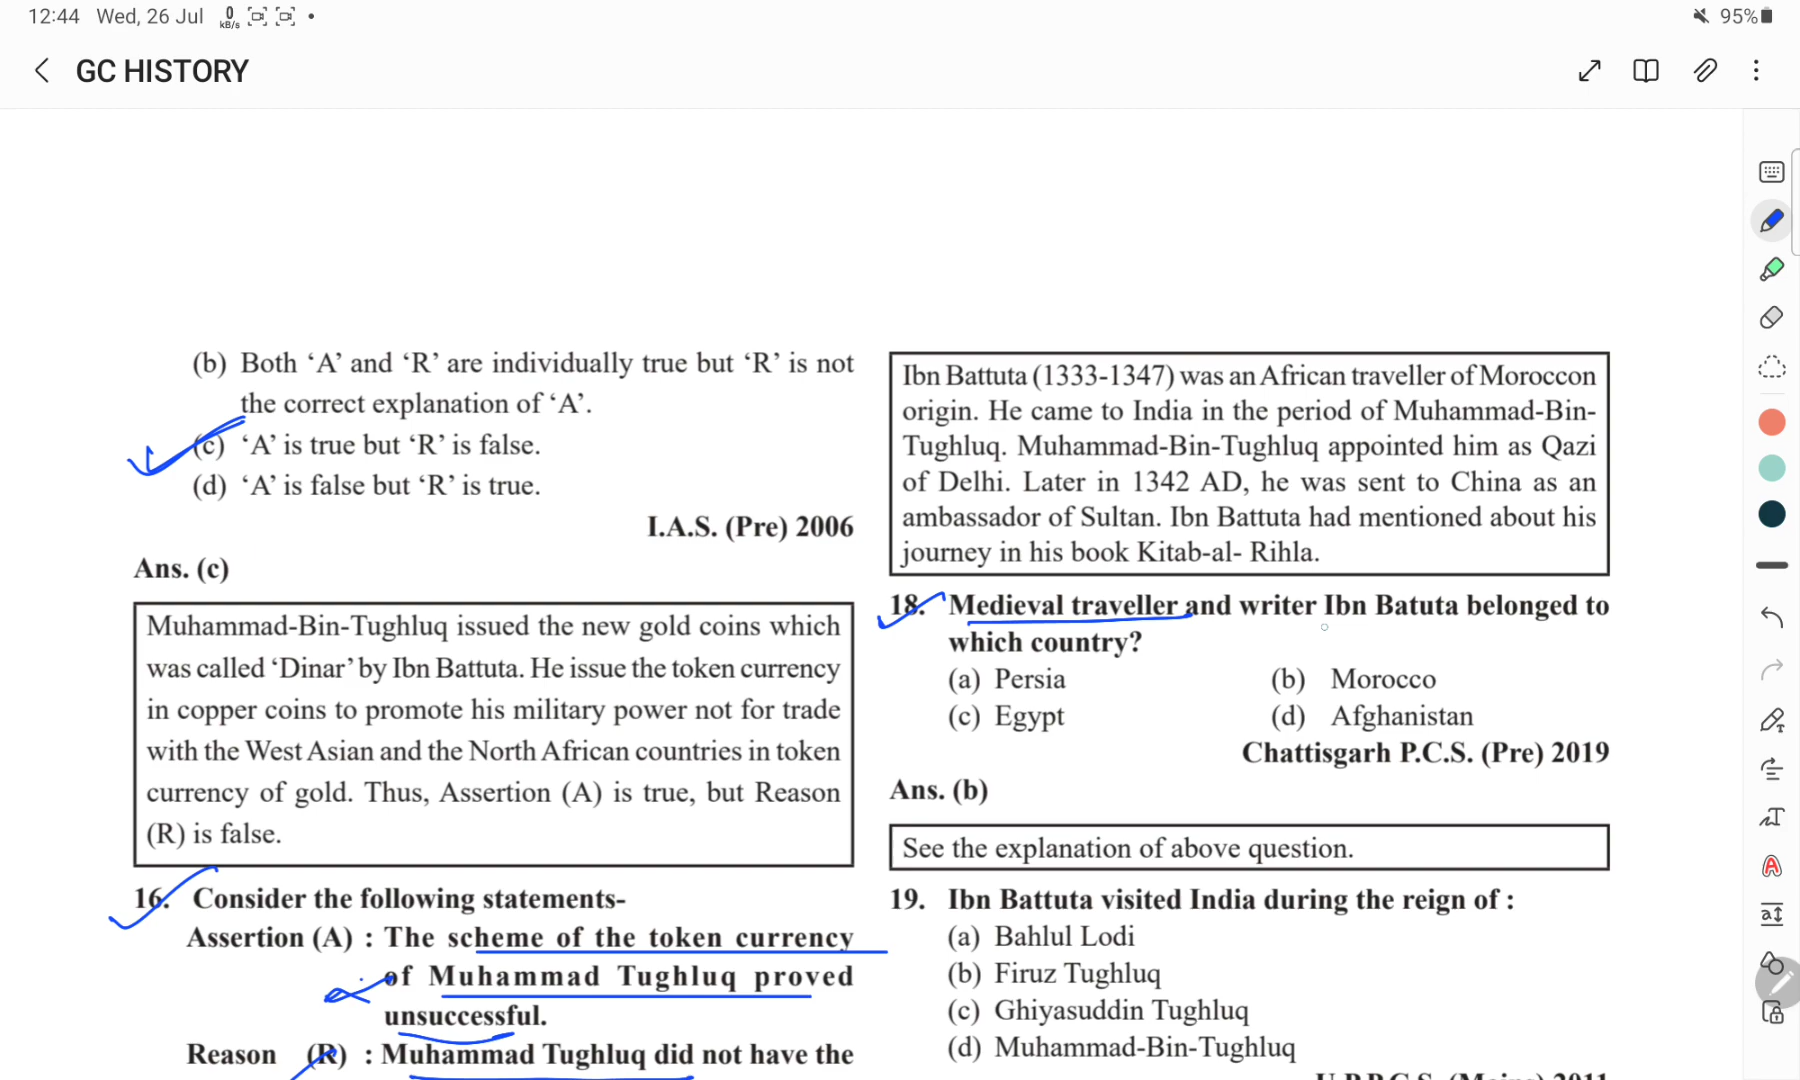 12:44 Wed, 26 Jul 0 kB/s 95%
GC HISTORY
(b) Both ‘A’ and ‘R’ are individually true but ‘R’ is not
the correct explanation of ‘A’.
(c) ‘A’ is true but ‘R’ is false.
(d) ‘A’ is false but ‘R’ is true.
I.A.S. (Pre) 2006
Ans. (c)
Muhammad-Bin-Tughluq issued the new gold coins which
was called ‘Dinar’ by Ibn Battuta. He issue the token currency
in copper coins to promote his military power not for trade
with the West Asian and the North African countries in token
currency of gold. Thus, Assertion (A) is true, but Reason
(R) is false.
16. Consider the following statements-
Assertion (A) : The scheme of the token currency
of Muhammad Tughluq proved
unsuccessful.
Reason (R) : Muhammad Tughluq did not have the
Ibn Battuta (1333-1347) was an African traveller of Moroccon
origin. He came to India in the period of Muhammad-Bin-
Tughluq. Muhammad-Bin-Tughluq appointed him as Qazi
of Delhi. Later in 1342 AD, he was sent to China as an
ambassador of Sultan. Ibn Battuta had mentioned about his
journey in his book Kitab-al- Rihla.
18. Medieval traveller and writer Ibn Batuta belonged to
which country?
(a) Persia (b) Morocco
(c) Egypt (d) Afghanistan
Chattisgarh P.C.S. (Pre) 2019
Ans. (b)
See the explanation of above question.
19. Ibn Battuta visited India during the reign of :
(a) Bahlul Lodi
(b) Firuz Tughluq
(c) Ghiyasuddin Tughluq
(d) Muhammad-Bin-Tughluq